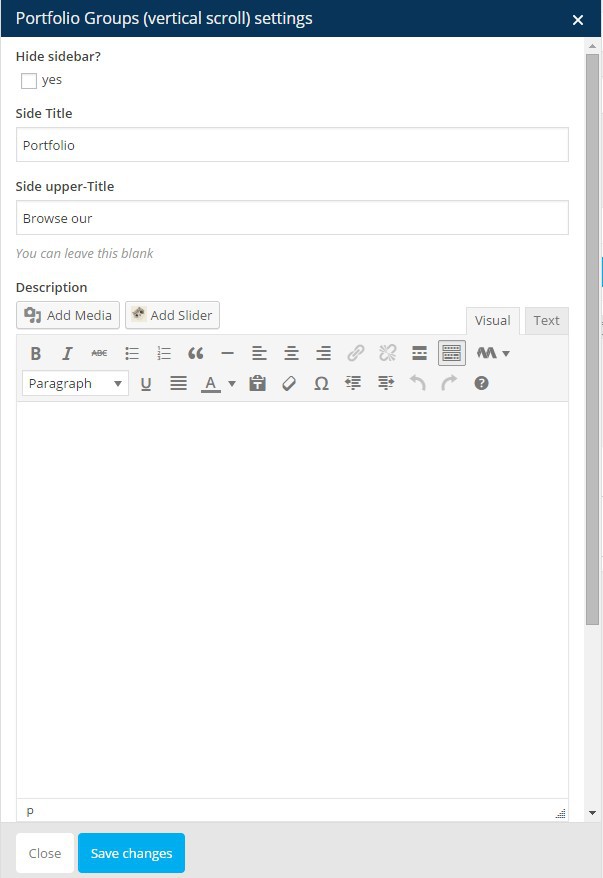 Portfolio Groups (vertical scroll) settings ×
Hide sidebar?
yes
Side Title
Portfolio
Side upper-Title
Browse our
You can leave this blank
Description
Add Media Add Slider Visual Text
B I ABC
Paragraph U A T Ω ?
p
Close Save changes